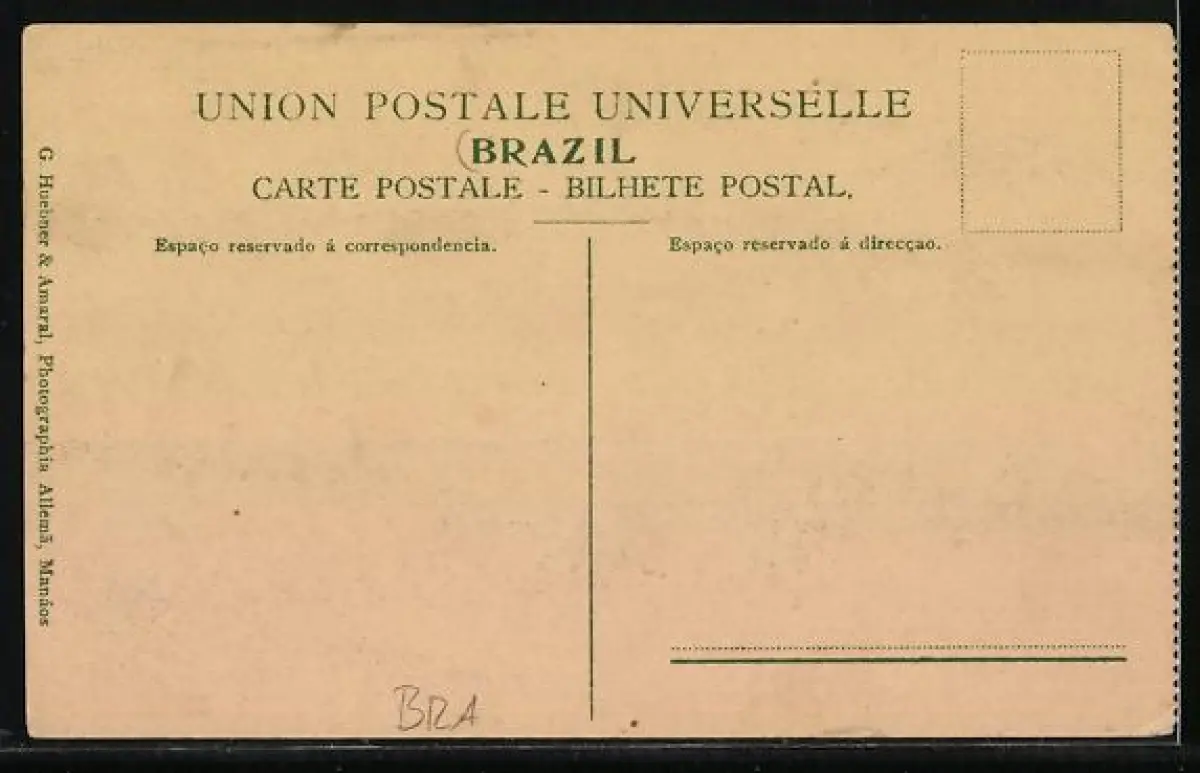 UNION POSTALE UNIVERSELLE
BRAZIL
CARTE POSTALE - BILHETE POSTAL.
Espaço reservado á correspondencia.
Espaço reservado á direcçao.
G. Huebner & Amaral, Photographia Allemã, Manáos
BRA